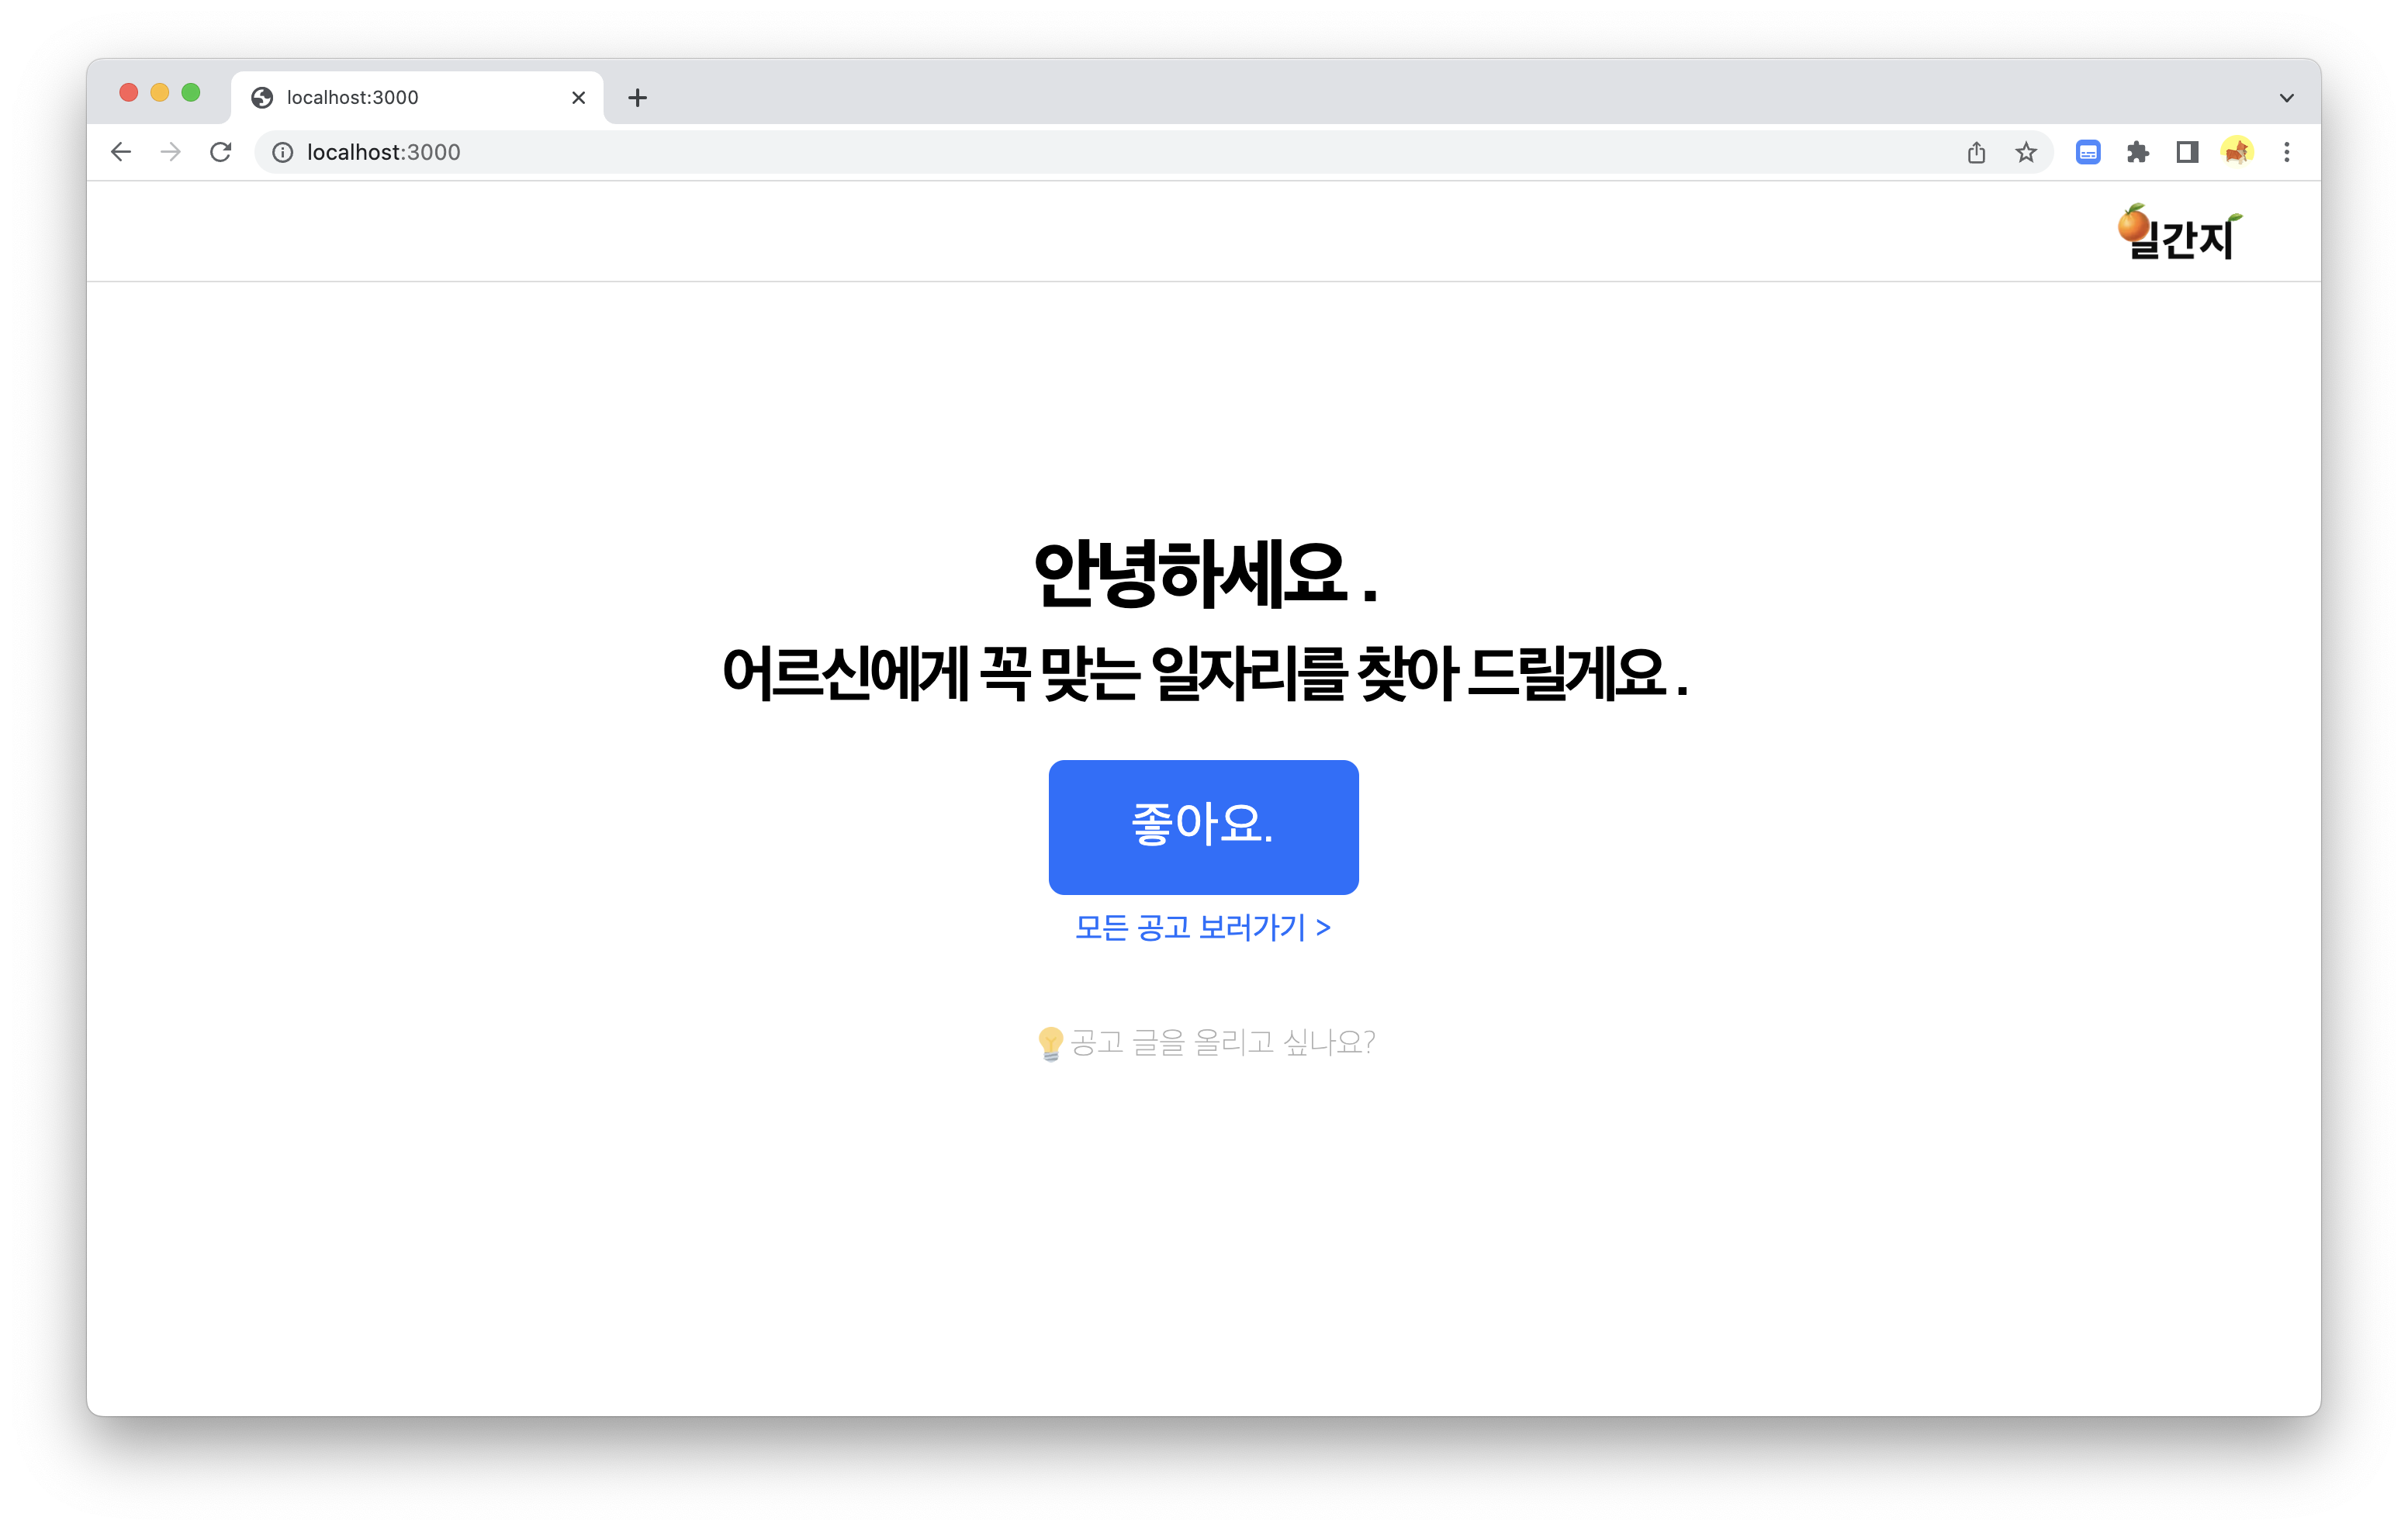 localhost:3000
localhost:3000
일간지
안녕하세요 .
어르신에게 꼭 맞는 일자리를 찾아 드릴게요 .
좋아요.
모든 공고 보러가기 >
💡공고 글을 올리고 싶나요?